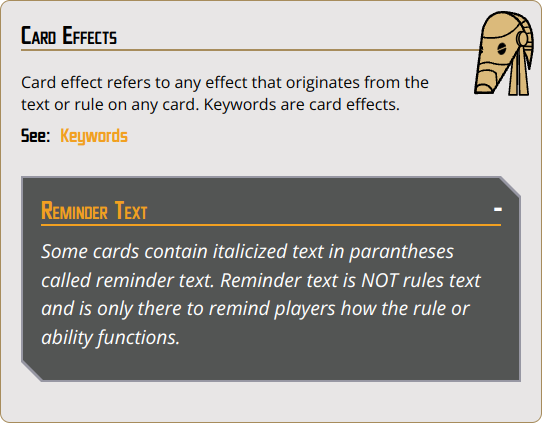 Card Effects
Card effect refers to any effect that originates from the
text or rule on any card. Keywords are card effects.
See: Keywords
Reminder Text -
Some cards contain italicized text in parantheses
called reminder text. Reminder text is NOT rules text
and is only there to remind players how the rule or
ability functions.